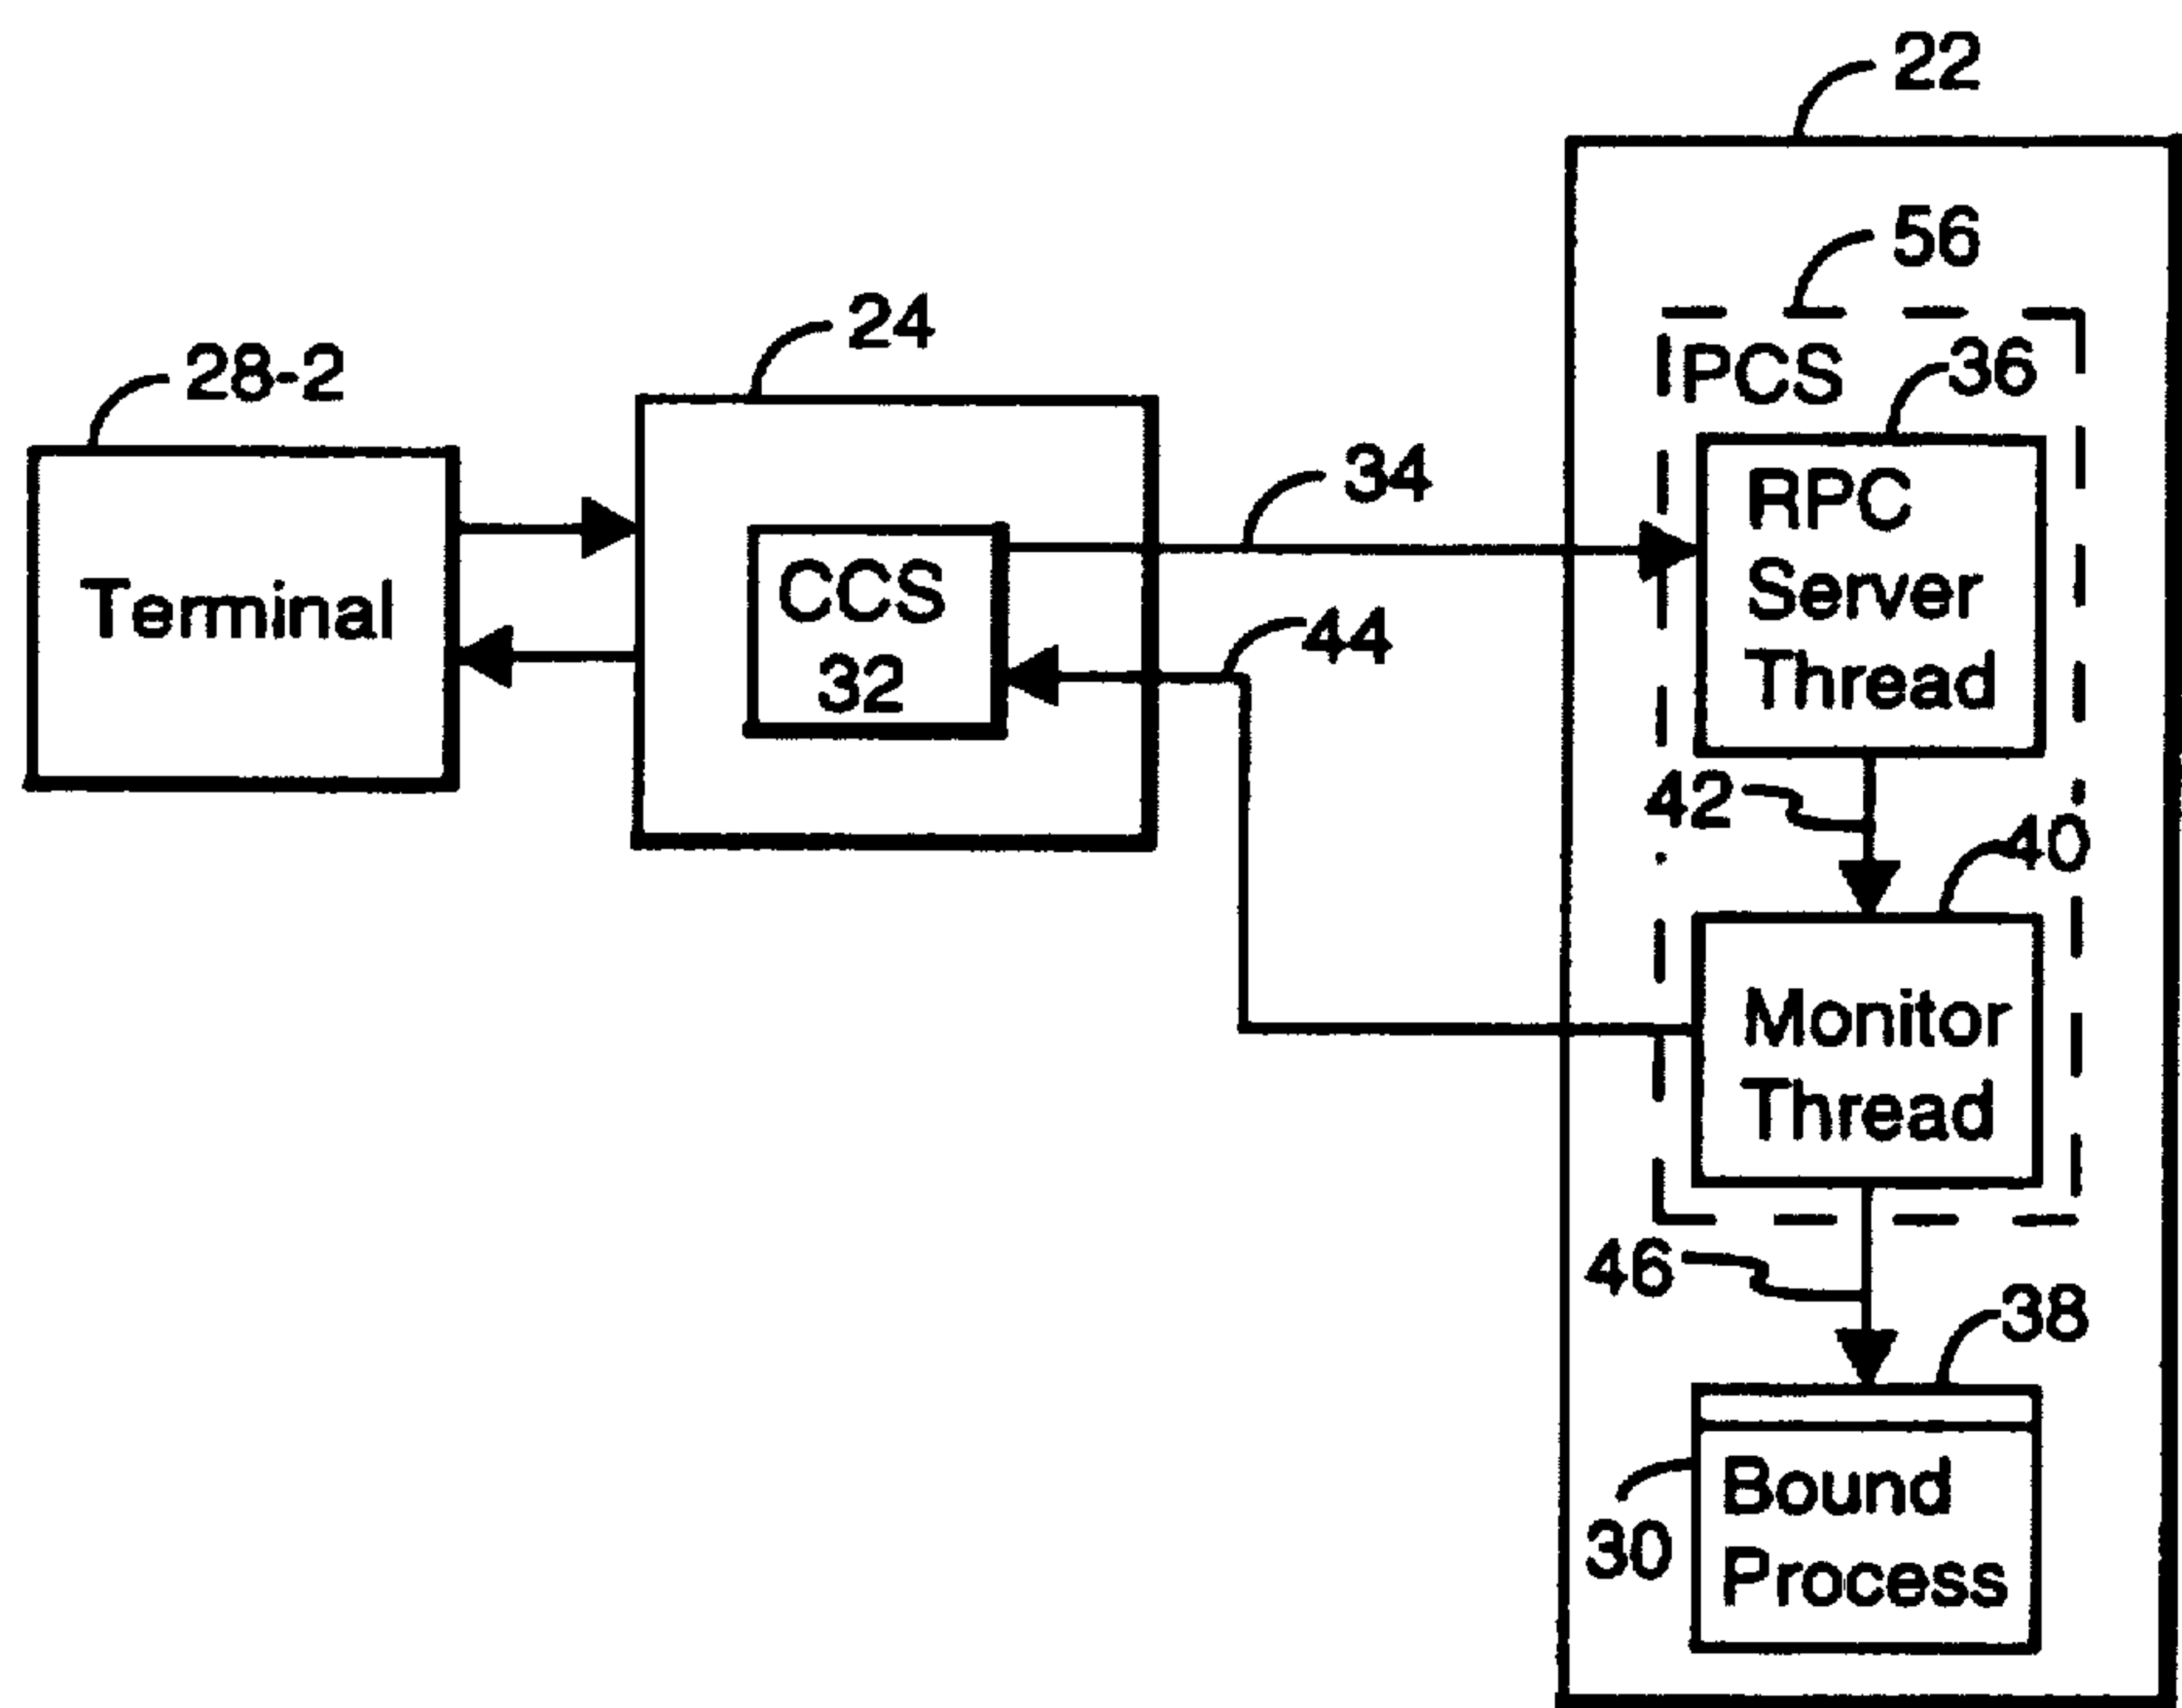 22
56
24
28-2
PCS
36
34
RPC
Server
Thread
CCS
32
Terminal
44
42
40
Monitor
Thread
46
38
Bound
Process
30